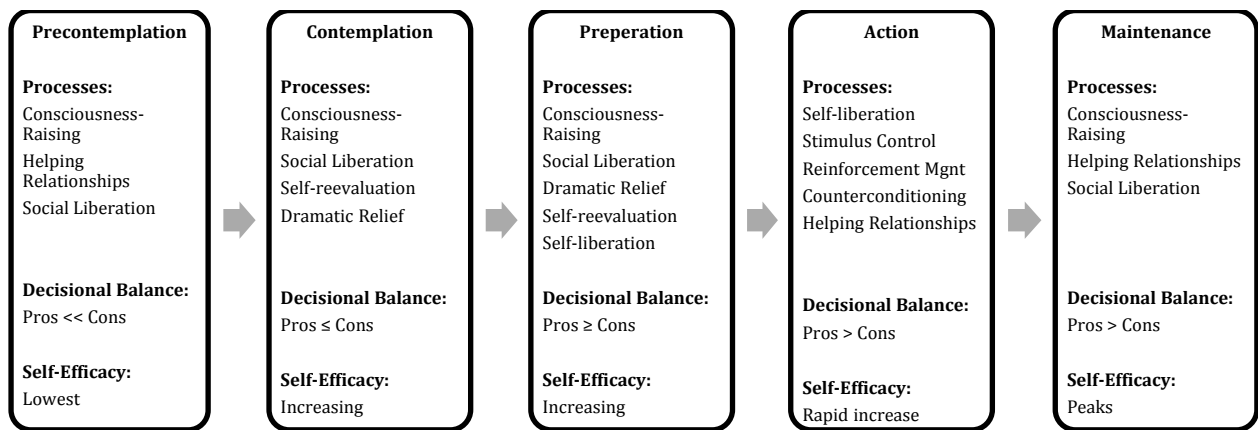 Precontemplation
Processes:
Consciousness-
Raising
Helping
Relationships
Social Liberation
Decisional Balance:
Pros << Cons
Self-Efficacy:
Lowest
Contemplation
Processes:
Consciousness-
Raising
Social Liberation
Self-reevaluation
Dramatic Relief
Decisional Balance:
Pros ≤ Cons
Self-Efficacy:
Increasing
Preperation
Processes:
Consciousness-
Raising
Social Liberation
Dramatic Relief
Self-reevaluation
Self-liberation
Decisional Balance:
Pros ≥ Cons
Self-Efficacy:
Increasing
Action
Processes:
Self-liberation
Stimulus Control
Reinforcement Mgnt
Counterconditioning
Helping Relationships
Decisional Balance:
Pros > Cons
Self-Efficacy:
Rapid increase
Maintenance
Processes:
Consciousness-
Raising
Helping Relationships
Social Liberation
Decisional Balance:
Pros > Cons
Self-Efficacy:
Peaks